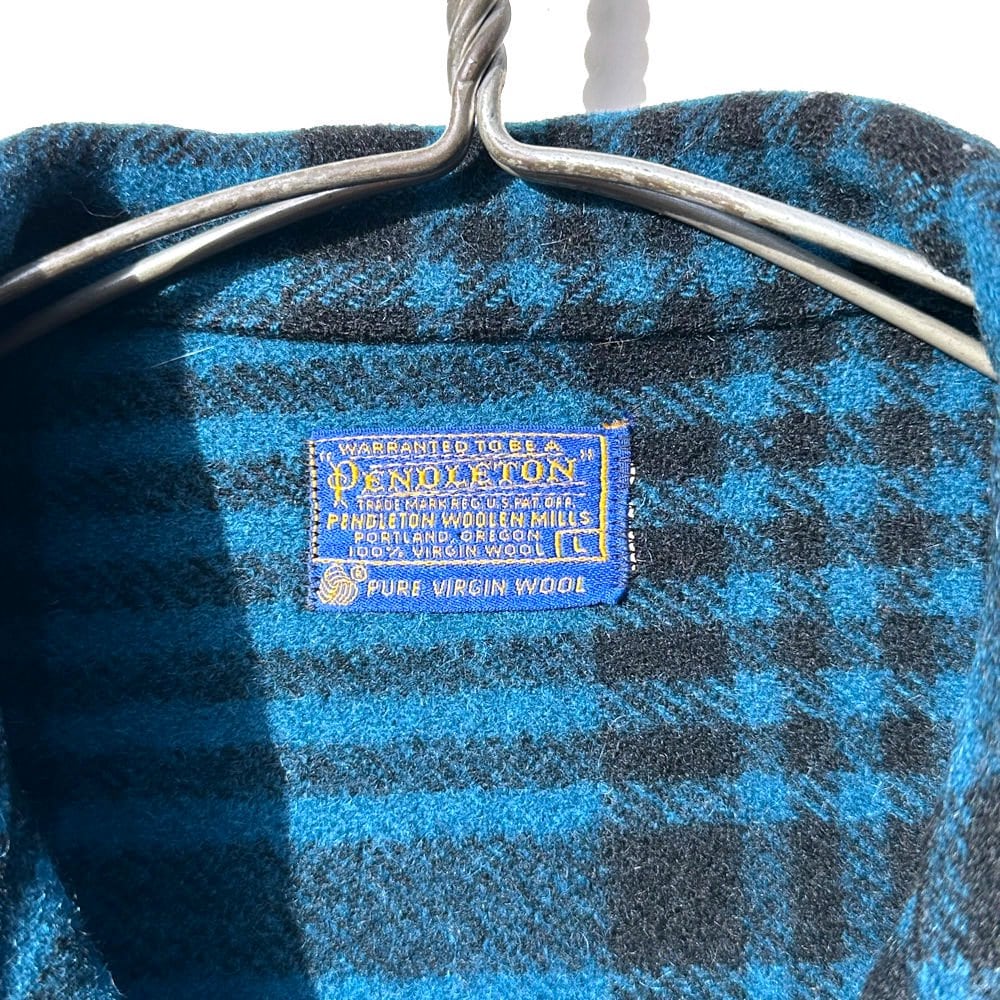 WARRANTED TO BE A
"PENDLETON"
TRADE MARK REG. U.S. PAT. OFF.
PENDLETON WOOLEN MILLS
PORTLAND, OREGON
100% VIRGIN WOOL L
® PURE VIRGIN WOOL